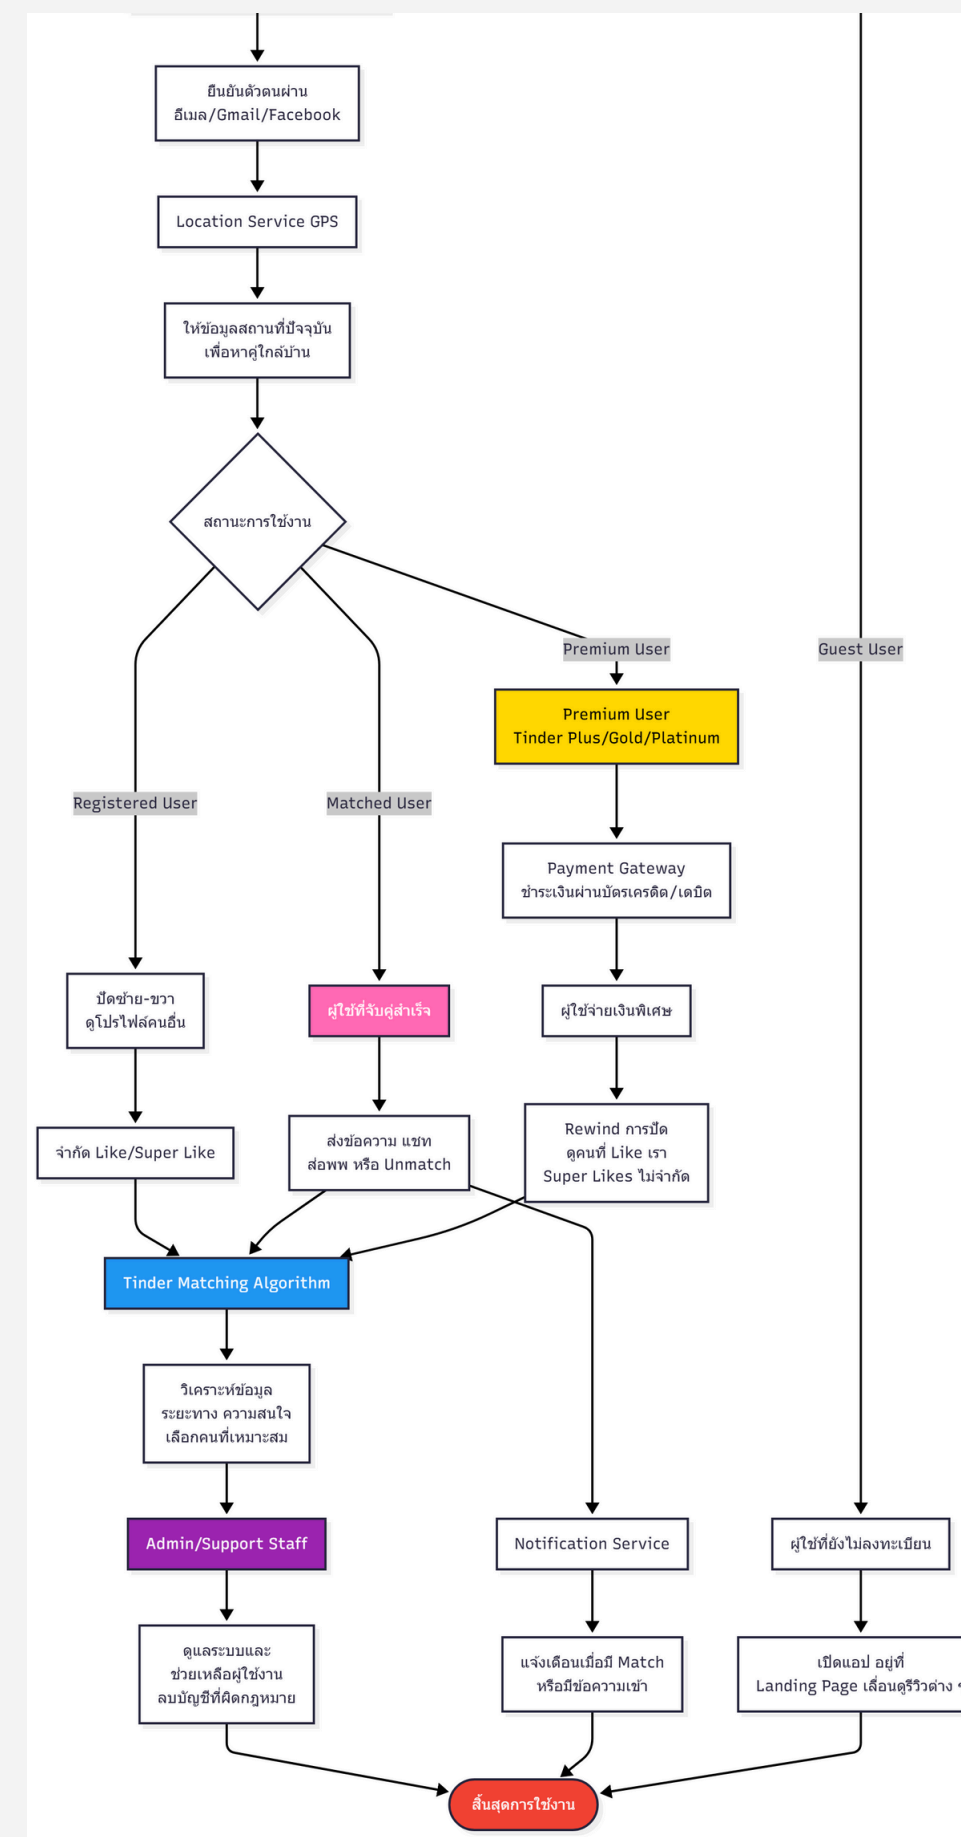 ยืนยันตัวตนผ่าน
อีเมล/Gmail/Facebook
Location Service GPS
ให้ข้อมูลสถานที่ปัจจุบัน
เพื่อหาคู่ใกล้บ้าน
สถานะการใช้งาน
Premium User
Guest User
Premium User
Tinder Plus/Gold/Platinum
Registered User
Matched User
Payment Gateway
ชำระเงินผ่านบัตรเครดิต/เดบิต
ปัดซ้าย-ขวา
ดูโปรไฟล์คนอื่น
ผู้ใช้ที่จับคู่สำเร็จ
ผู้ใช้จ่ายเงินพิเศษ
จำกัด Like/Super Like
ส่งข้อความ แชท
ส่อพพ หรือ Unmatch
Rewind การปัด
ดูคนที่ Like เรา
Super Likes ไม่จำกัด
Tinder Matching Algorithm
วิเคราะห์ข้อมูล
ระยะทาง ความสนใจ
เลือกคนที่เหมาะสม
Admin/Support Staff
Notification Service
ผู้ใช้ที่ยังไม่ลงทะเบียน
ดูแลระบบและ
ช่วยเหลือผู้ใช้งาน
ลบบัญชีที่ผิดกฎหมาย
แจ้งเตือนเมื่อมี Match
หรือมีข้อความเข้า
เปิดแอป อยู่ที่
Landing Page เลื่อนดูรีวิวต่าง
สิ้นสุดการใช้งาน